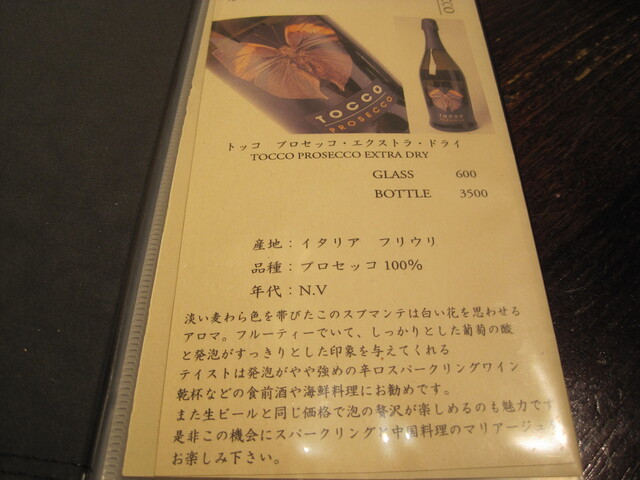 TOCCO
PROSECCO
トッコ プロセッコ・エクストラ・ドライ
TOCCO PROSECCO EXTRA DRY
GLASS 600
BOTTLE 3500
産地：イタリア フリウリ
品種：プロセッコ 100%
年代：N.V
淡い麦わら色を帯びたこのスプマンテは白い花を思わせる
アロマ。フルーティーでいて、しっかりとした葡萄の酸
と発泡がすっきりとした印象を与えてくれる
テイストは発泡がやや強めの辛口スパークリングワイン
乾杯などの食前酒や海鮮料理にお勧めです。
また生ビールと同じ価格で泡の贅沢が楽しめるのも魅力です
是非この機会にスパークリングと中国料理のマリアージュを
お楽しみ下さい。